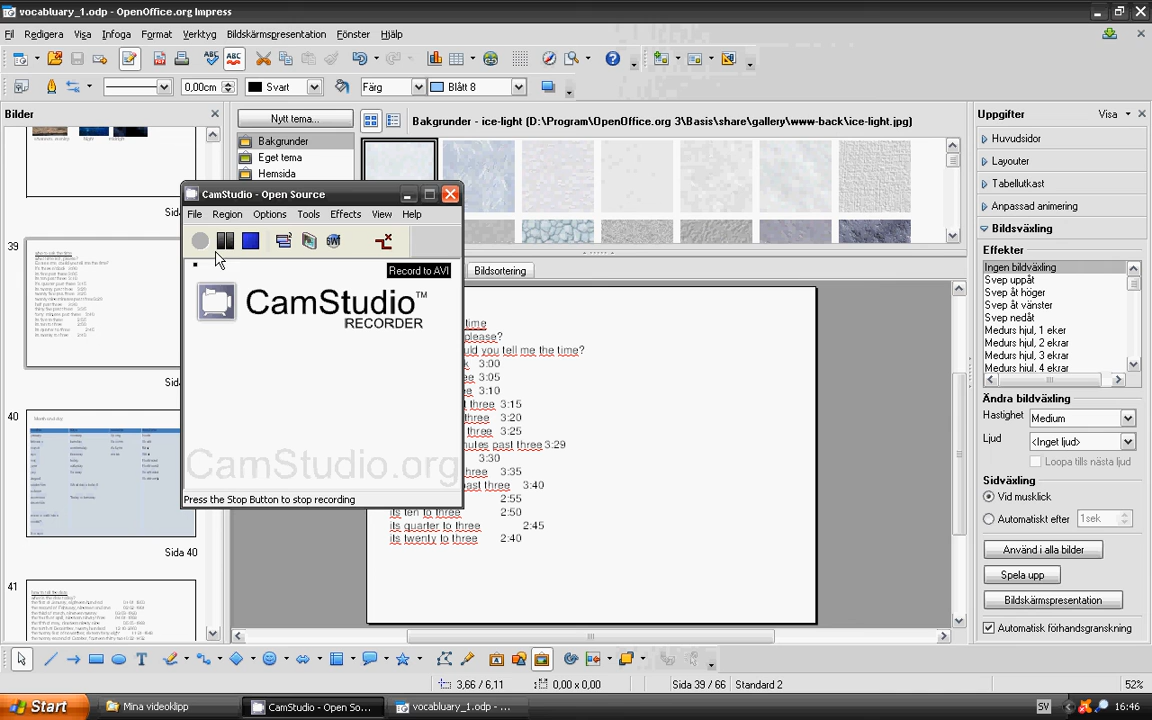 vocabluary_1.odp - OpenOffice.org Impress
Fil Redigera Visa Infoga Format Verktyg Bildskärmspresentation Fönster Hjälp
0,00cm Svart Färg Blått 8
Bilder
Nytt tema...
Bakgrunder - ice-light (D:\Program\OpenOffice.org 3\Basis\share\gallery\www-back\ice-light.jpg)
Bakgrunder
Eget tema
Hemsida
Uppgifter Visa
Huvudsidor
Layouter
Tabellutkast
Anpassad animering
Bildsväxling
Effekter
Ingen bildväxling
Svep uppåt
Svep åt höger
Svep åt vänster
Svep nedåt
Medurs hjul, 1 eker
Medurs hjul, 2 ekrar
Medurs hjul, 3 ekrar
Medurs hjul, 4 ekrar
Ändra bildväxling
Hastighet Medium
Ljud <Inget ljud>
Loopa tills nästa ljud
Sidväxling
Vid musklick
Automatiskt efter 1sek
Använd i alla bilder
Spela upp
Bildskärmspresentation
Automatisk förhandsgranskning
39
40
Sida 40
41
CamStudio - Open Source
File Region Options Tools Effects View Help
Record to AVI
CamStudio™
RECORDER
CamStudio.org
Press the Stop Button to stop recording
Bildsortering
time
please?
uld you tell me the time?
3:00
3:05
3:10
three 3:15
three 3:20
three 3:25
nutes past three 3:29
3:30
hree 3:35
past three 3:40
2:55
its ten to three 2:50
its quarter to three 2:45
its twenty to three 2:40
3,66 / 6,11 0,00 x 0,00 Sida 39 / 66 Standard 2 52%
Start Mina videoklipp CamStudio - Open So... vocabluary_1.odp - ... SV 16:46